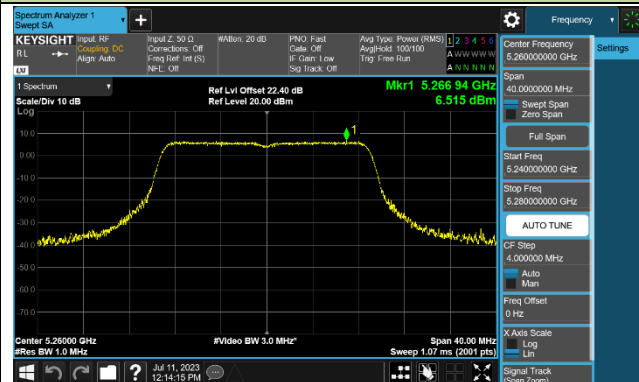 Spectrum Analyzer 1
Swept SA
Frequency
KEYSIGHT
RL
LXI
Input: RF
Coupling: DC
Align: Auto
Input Z: 50 Ω
Corrections: Off
Freq Ref: Int (S)
NFE: Off
#Atten: 20 dB
PNO: Fast
Gate: Off
IF Gain: Low
Sig Track: Off
Avg Type: Power (RMS)
Avg|Hold: 100/100
Trig: Free Run
1 2 3 4 5 6
A W W W W W
A N N N N N
1 Spectrum
Scale/Div 10 dB
Log
Ref Lvl Offset 22.40 dB
Ref Level 20.00 dBm
Mkr1 5.266 94 GHz
6.515 dBm
1
10.0
0.00
-10.0
-20.0
-30.0
-40.0
-50.0
-60.0
-70.0
Center 5.26000 GHz
#Res BW 1.0 MHz
#Video BW 3.0 MHz*
Span 40.00 MHz
Sweep 1.07 ms (2001 pts)
Center Frequency
5.260000000 GHz
Settings
Span
40.0000000 MHz
Swept Span
Zero Span
Full Span
Start Freq
5.240000000 GHz
Stop Freq
5.280000000 GHz
AUTO TUNE
CF Step
4.000000 MHz
Auto
Man
Freq Offset
0 Hz
X Axis Scale
Log
Lin
Signal Track
(Span Zoom)
?
Jul 11, 2023
12:14:15 PM